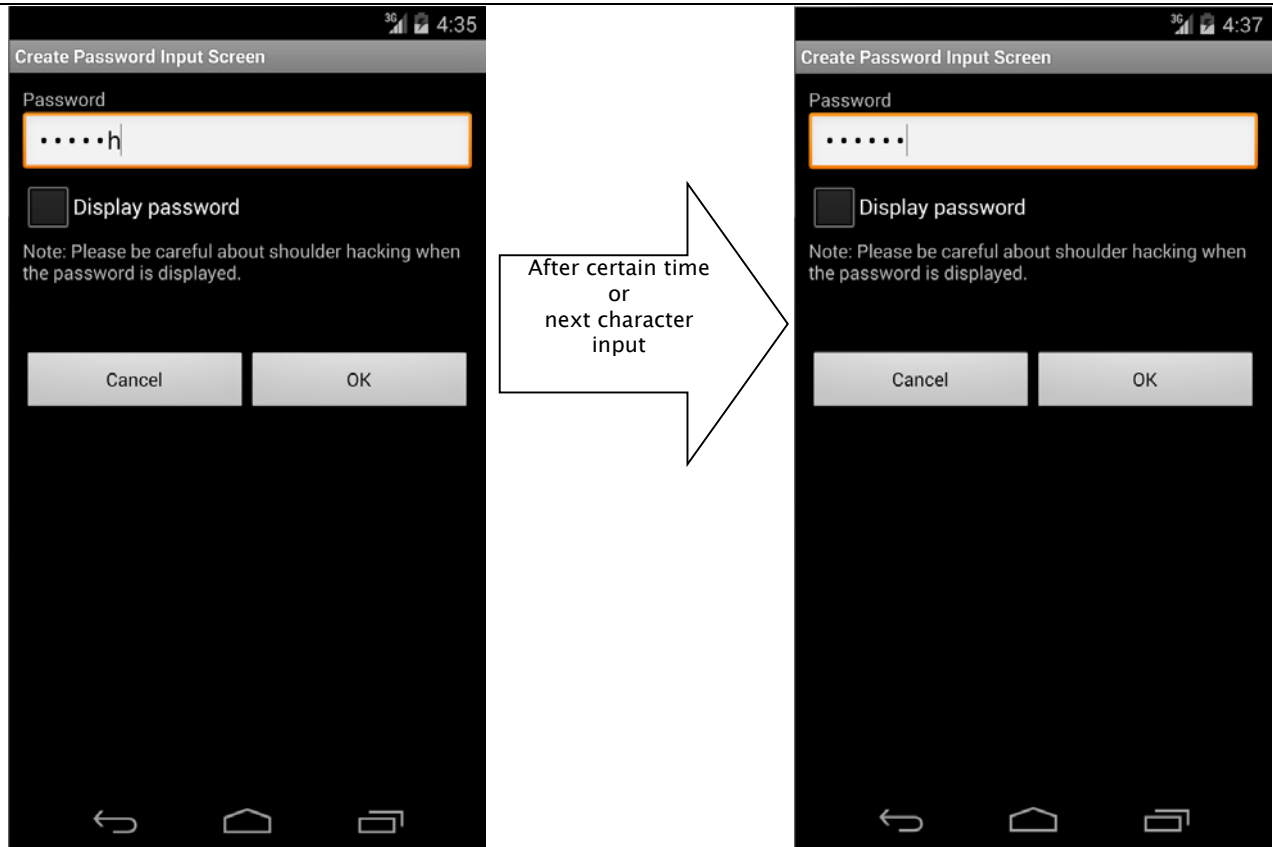 3G 4:35
Create Password Input Screen
Password
•••••h
Display password
Note: Please be careful about shoulder hacking when
the password is displayed.
Cancel OK
After certain time
or
next character
input
3G 4:37
Create Password Input Screen
Password
••••••
Display password
Note: Please be careful about shoulder hacking when
the password is displayed.
Cancel OK